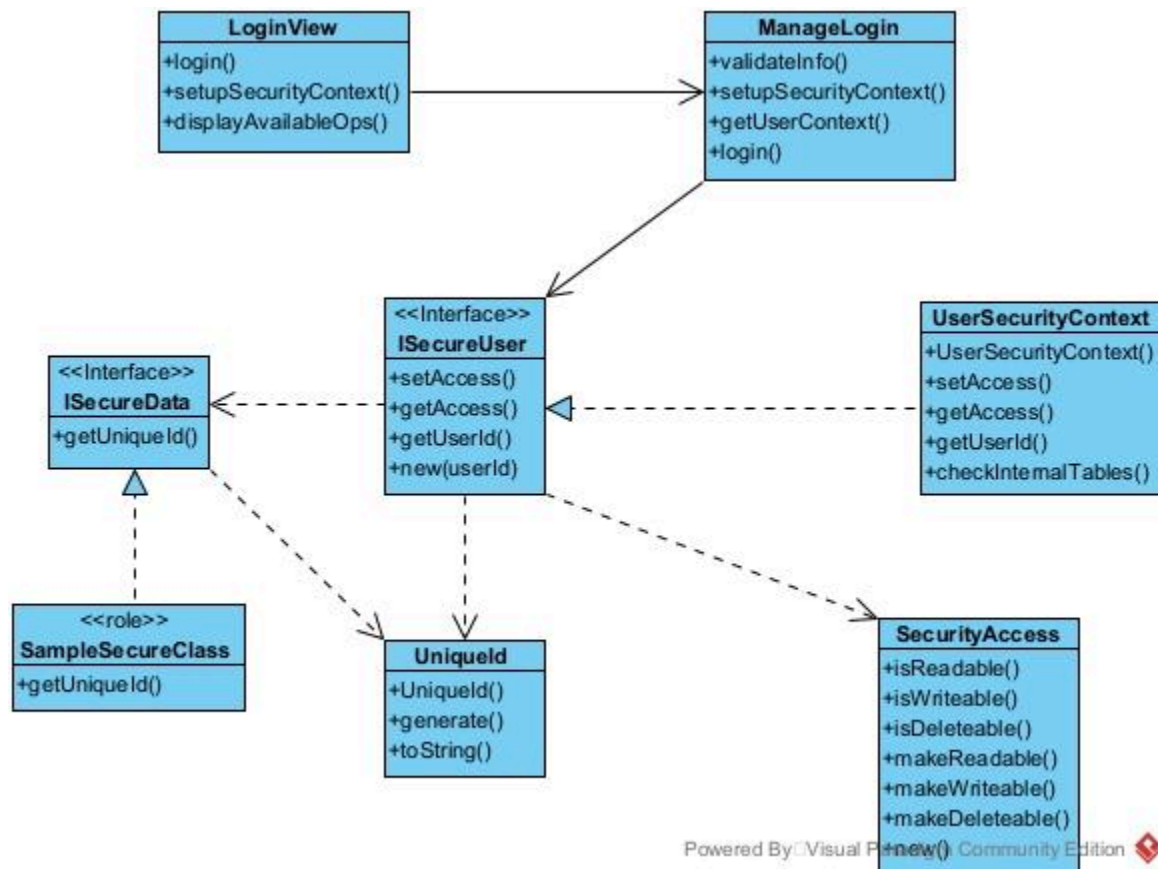 LoginView
+login()
+setupSecurityContext()
+displayAvailableOps()
ManageLogin
+validateInfo()
+setupSecurityContext()
+getUserContext()
+login()
<<Interface>>
ISecureUser
+setAccess()
+getAccess()
+getUserId()
+new(userId)
UserSecurityContext
+UserSecurityContext()
+setAccess()
+getAccess()
+getUserId()
+checkInternalTables()
<<Interface>>
ISecureData
+getUniqueId()
<<role>>
SampleSecureClass
+getUniqueId()
UniqueId
+UniqueId()
+generate()
+toString()
SecurityAccess
+isReadable()
+isWriteable()
+isDeleteable()
+makeReadable()
+makeWriteable()
+makeDeleteable()
+new()
Powered By Visual Paradigm Community Edition